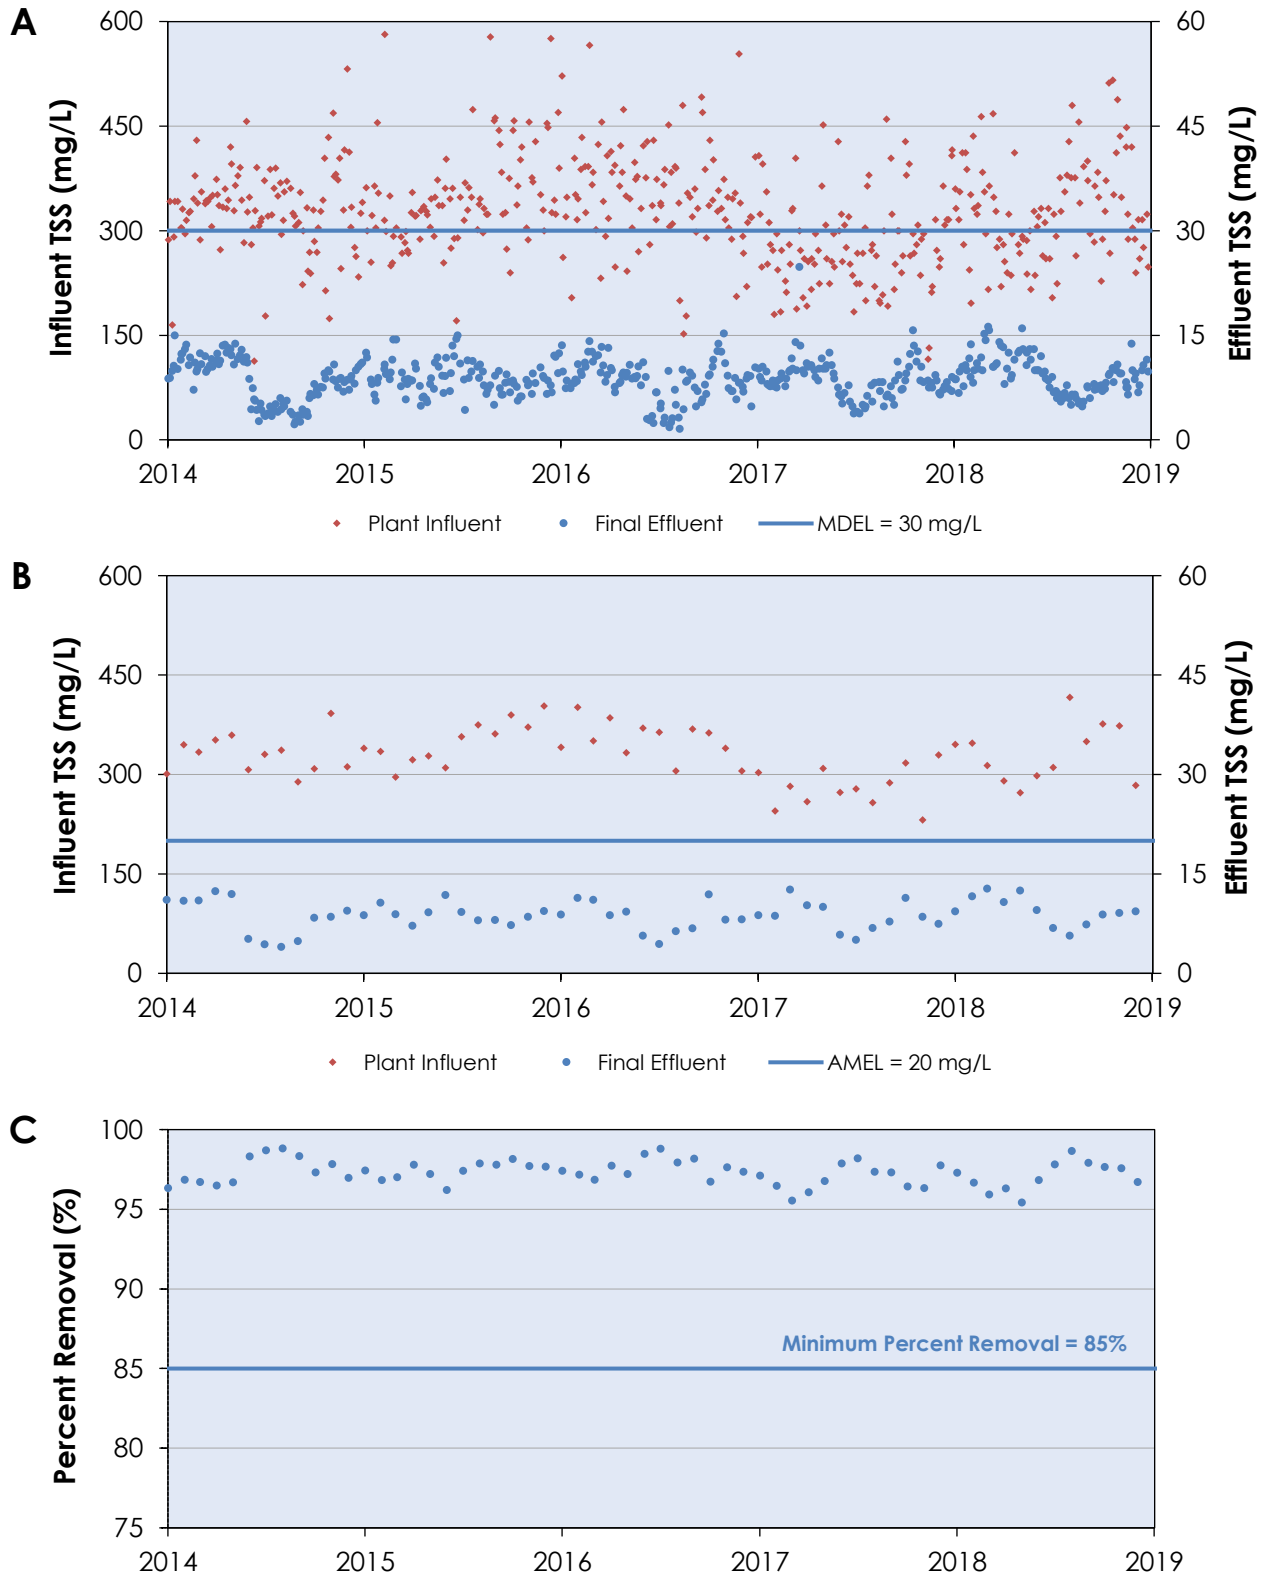 A
600
450
300
150
0
Influent TSS (mg/L)
60
45
30
15
0
Effluent TSS (mg/L)
2014 2015 2016 2017 2018 2019
Plant Influent Final Effluent MDEL = 30 mg/L
B
600
450
300
150
0
Influent TSS (mg/L)
60
45
30
15
0
Effluent TSS (mg/L)
2014 2015 2016 2017 2018 2019
Plant Influent Final Effluent AMEL = 20 mg/L
C
100
95
90
85
80
75
Percent Removal (%)
Minimum Percent Removal = 85%
2014 2015 2016 2017 2018 2019